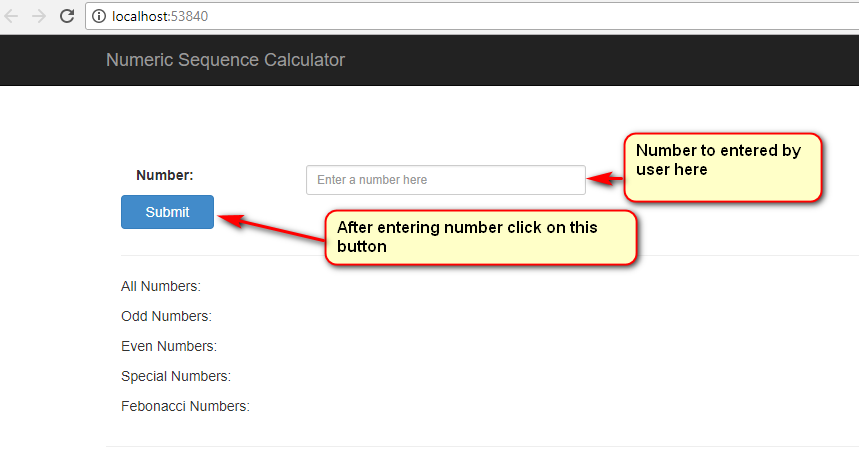 localhost:53840
Numeric Sequence Calculator
Number to entered by
user here
Number:
Enter a number here
Submit
After entering number click on this
button
All Numbers:
Odd Numbers:
Even Numbers:
Special Numbers:
Febonacci Numbers: